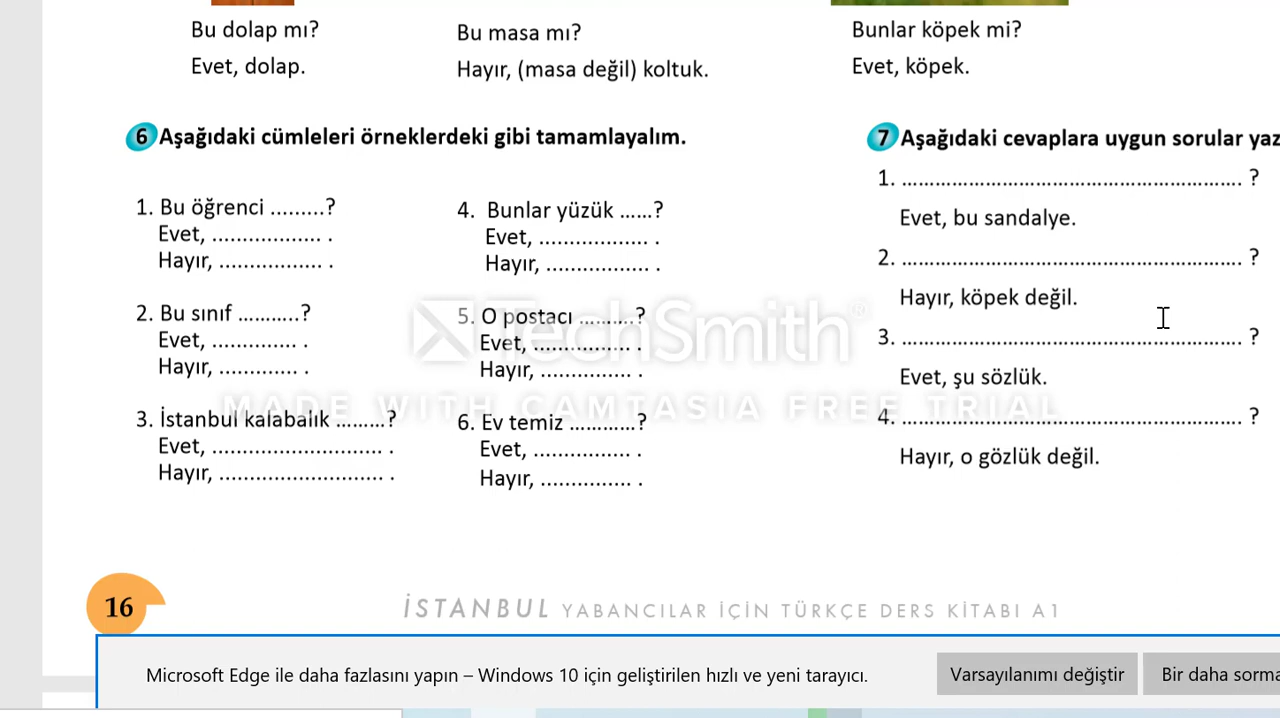 Bu dolap mı?
Evet, dolap.
Bu masa mı?
Hayır, (masa değil) koltuk.
Bunlar köpek mi?
Evet, köpek.
6 Aşağıdaki cümleleri örneklerdeki gibi tamamlayalım.
1. Bu öğrenci .........?
Evet, .................. .
Hayır, ................. .
2. Bu sınıf ...........?
Evet, .............. .
Hayır, ............. .
3. İstanbul kalabalık .........?
Evet, ............................ .
Hayır, ........................... .
4. Bunlar yüzük ......?
Evet, .................. .
Hayır, ................. .
5. O postacı ..........?
Evet, ................ .
Hayır, ............... .
6. Ev temiz ............?
Evet, ................ .
Hayır, ............... .
7 Aşağıdaki cevaplara uygun sorular yaz
1. ............................................................. ?
Evet, bu sandalye.
2. ............................................................. ?
Hayır, köpek değil.
3. ............................................................. ?
Evet, şu sözlük.
4. ............................................................. ?
Hayır, o gözlük değil.
TechSmith®
MADE WITH CAMTASIA FREE TRIAL
16
İSTANBUL YABANCILAR İÇİN TÜRKÇE DERS KİTABI A1
Microsoft Edge ile daha fazlasını yapın – Windows 10 için geliştirilen hızlı ve yeni tarayıcı.
Varsayılanımı değiştir
Bir daha sorma